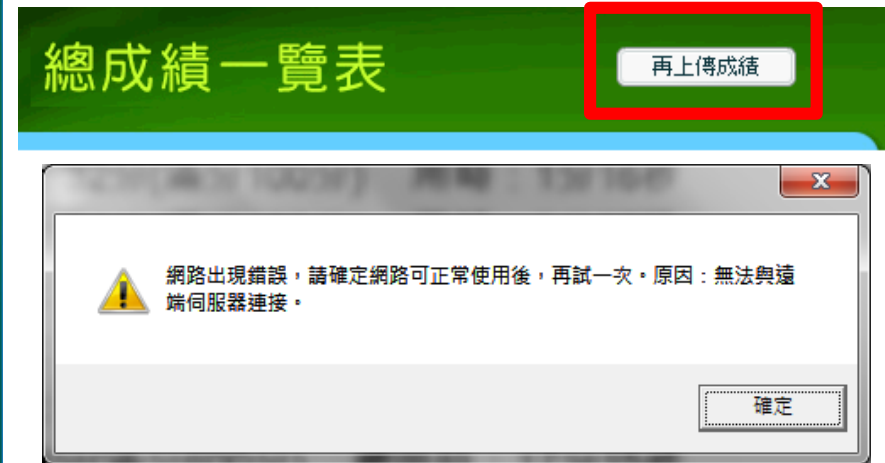 總成績一覽表
再上傳成績
網路出現錯誤，請確定網路可正常使用後，再試一次。原因：無法與遠
端伺服器連接。
確定